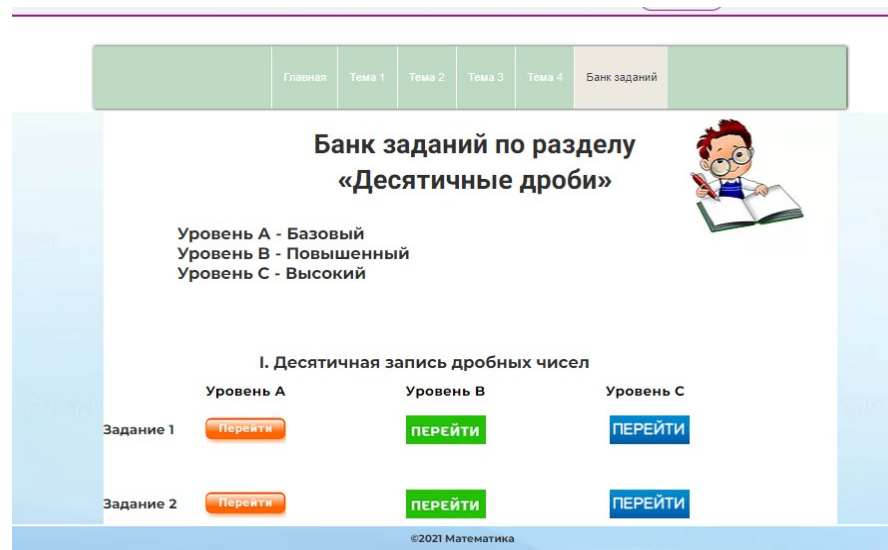 Главная Тема 1 Тема 2 Тема 3 Тема 4 Банк заданий
Банк заданий по разделу
«Десятичные дроби»
Уровень А - Базовый
Уровень В - Повышенный
Уровень С - Высокий
I. Десятичная запись дробных чисел
Уровень А Уровень В Уровень С
Задание 1 Перейти ПЕРЕЙТИ ПЕРЕЙТИ
Задание 2 Перейти ПЕРЕЙТИ ПЕРЕЙТИ
©2021 Математика